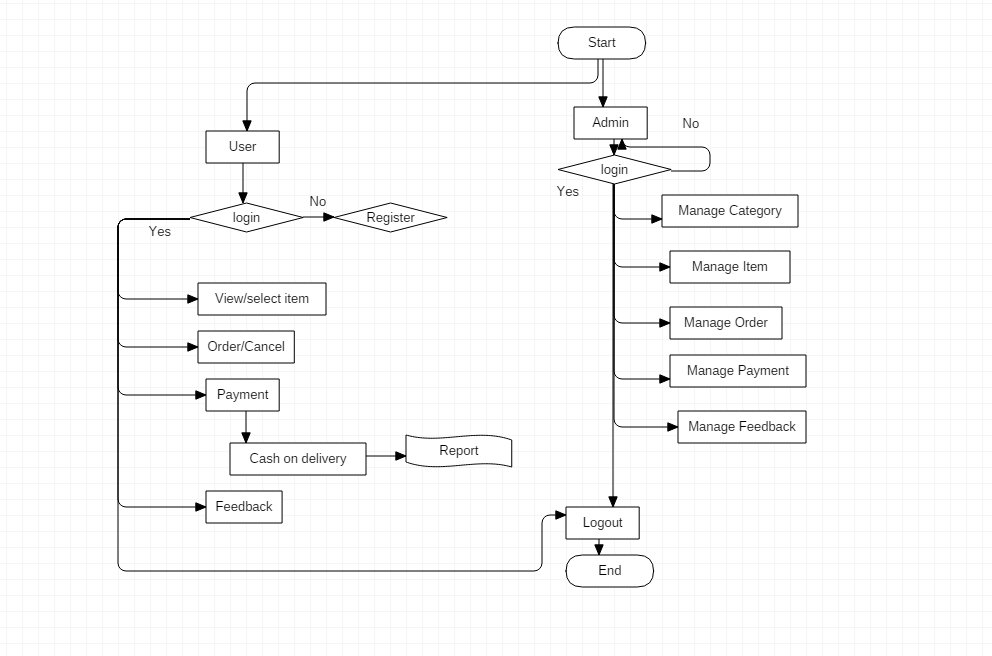 Start
Admin
No
User
login
Yes
No
login
Register
Yes
Manage Category
Manage Item
View/select item
Manage Order
Order/Cancel
Manage Payment
Payment
Manage Feedback
Cash on delivery
Report
Feedback
Logout
End